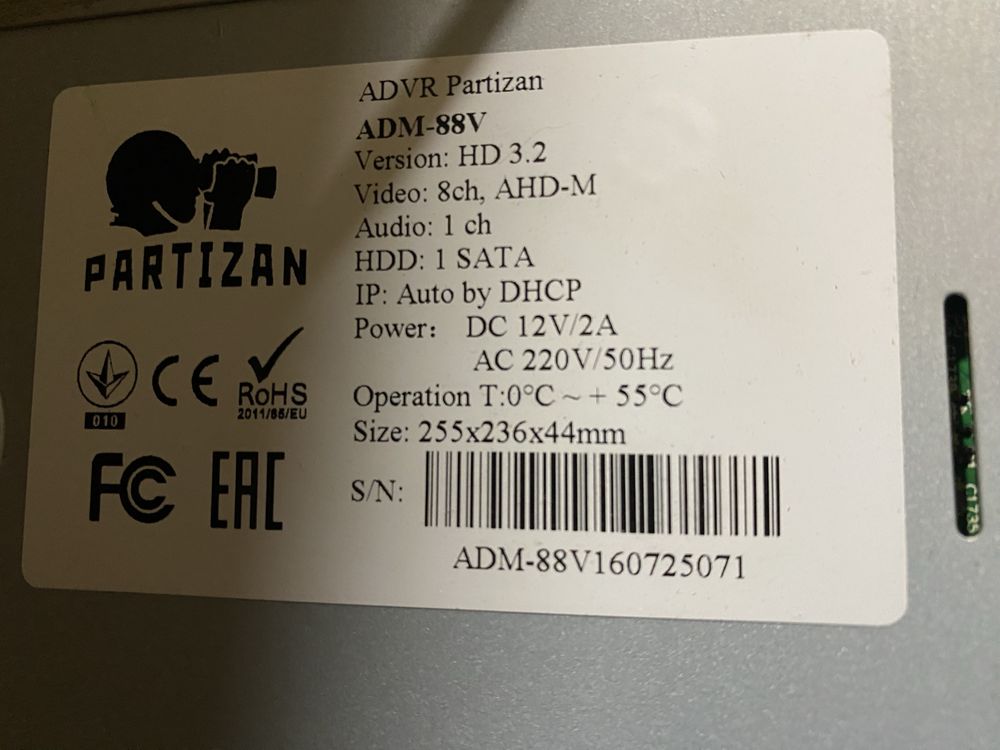 ADVR Partizan
ADM-88V
Version: HD 3.2
Video: 8ch, AHD-M
Audio: 1 ch
HDD: 1 SATA
IP: Auto by DHCP
Power: DC 12V/2A
AC 220V/50Hz
Operation T:0°C ~ + 55°C
Size: 255x236x44mm
S/N:
ADM-88V160725071
PARTIZAN
010
CE
RoHS
2011/65/EU
FC
EAC